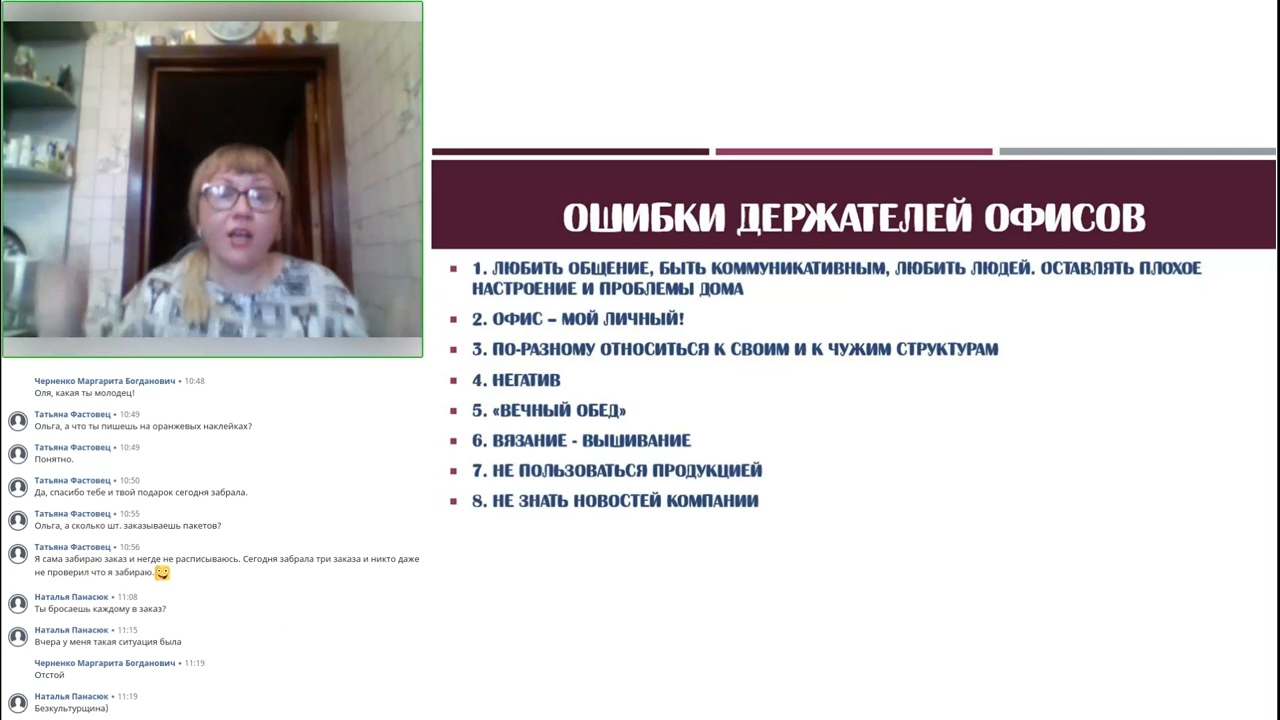 ОШИБКИ ДЕРЖАТЕЛЕЙ ОФИСОВ
1. ЛЮБИТЬ ОБЩЕНИЕ, БЫТЬ КОММУНИКАТИВНЫМ, ЛЮБИТЬ ЛЮДЕЙ. ОСТАВЛЯТЬ ПЛОХОЕ
НАСТРОЕНИЕ И ПРОБЛЕМЫ ДОМА
2. ОФИС – МОЙ ЛИЧНЫЙ!
3. ПО-РАЗНОМУ ОТНОСИТЬСЯ К СВОИМ И К ЧУЖИМ СТРУКТУРАМ
4. НЕГАТИВ
5. «ВЕЧНЫЙ ОБЕД»
6. ВЯЗАНИЕ - ВЫШИВАНИЕ
7. НЕ ПОЛЬЗОВАТЬСЯ ПРОДУКЦИЕЙ
8. НЕ ЗНАТЬ НОВОСТЕЙ КОМПАНИИ
Черненко Маргарита Богданович • 10:48
Оля, какая ты молодец!
Татьяна Фастовец • 10:49
Ольга, а что ты пишешь на оранжевых наклейках?
Татьяна Фастовец • 10:49
Понятно.
Татьяна Фастовец • 10:50
Да, спасибо тебе и твой подарок сегодня забрала.
Татьяна Фастовец • 10:55
Ольга, а сколько шт. заказываешь пакетов?
Татьяна Фастовец • 10:56
Я сама забираю заказ и негде не расписываюсь. Сегодня забрала три заказа и никто даже
не проверил что я забираю.
Наталья Панасюк • 11:08
Ты бросаешь каждому в заказ?
Наталья Панасюк • 11:15
Вчера у меня такая ситуация была
Черненко Маргарита Богданович • 11:19
Отстой
Наталья Панасюк • 11:19
Безкультурщина)